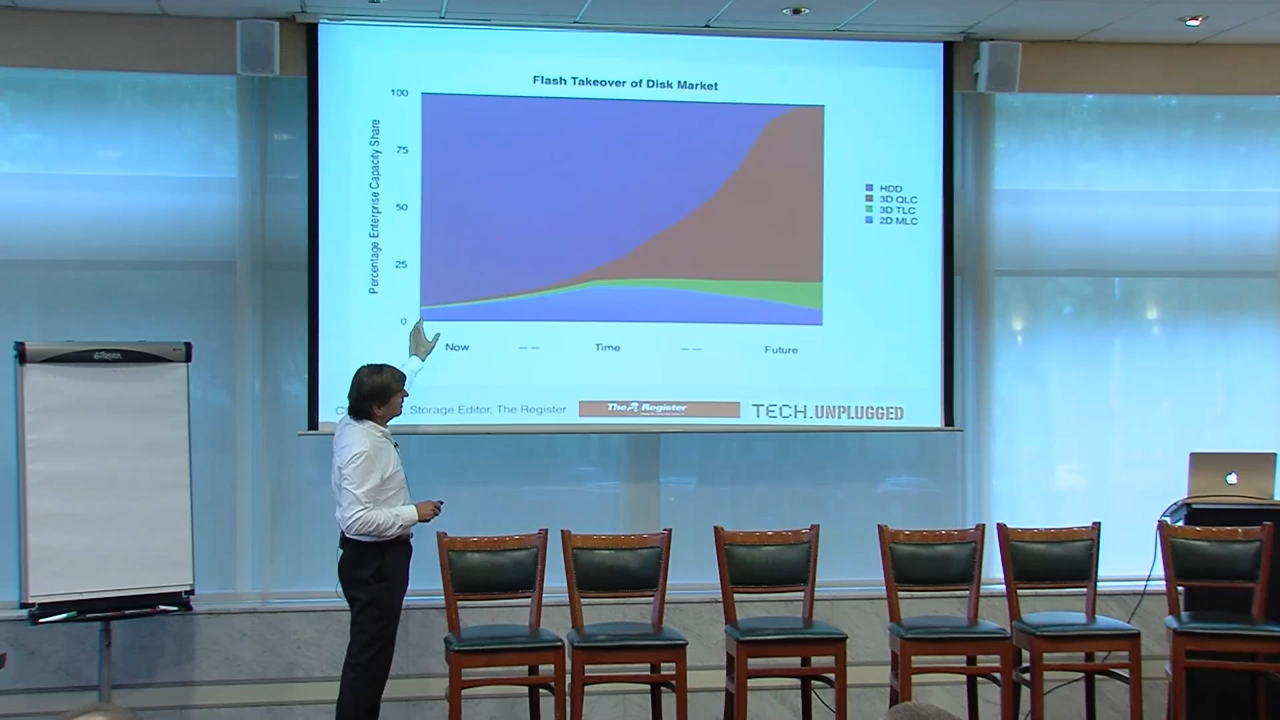 Flash Takeover of Disk Market
Percentage Enterprise Capacity Share
100
75
50
25
0
HDD
3D QLC
3D TLC
2D MLC
Now -- Time -- Future
Storage Editor, The Register
The Register
TECH.UNPLUGGED